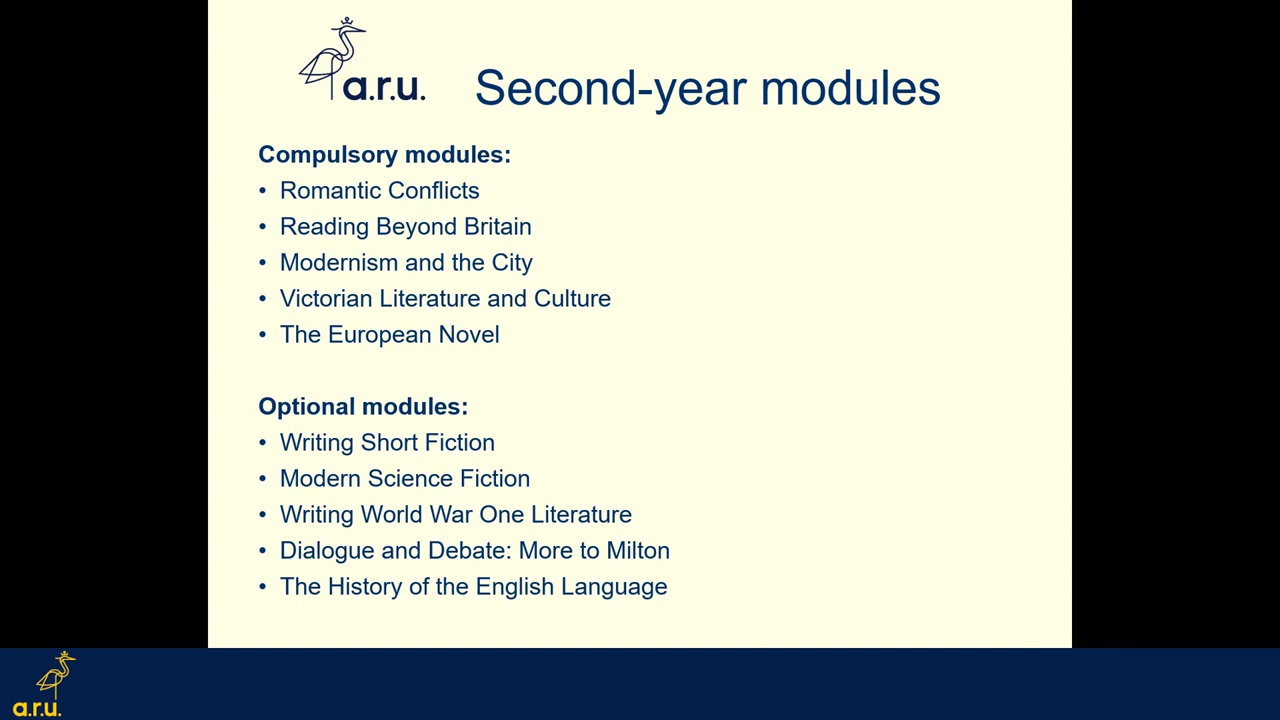 a.r.u.
Second-year modules
Compulsory modules:
• Romantic Conflicts
• Reading Beyond Britain
• Modernism and the City
• Victorian Literature and Culture
• The European Novel
Optional modules:
• Writing Short Fiction
• Modern Science Fiction
• Writing World War One Literature
• Dialogue and Debate: More to Milton
• The History of the English Language
a.r.u.